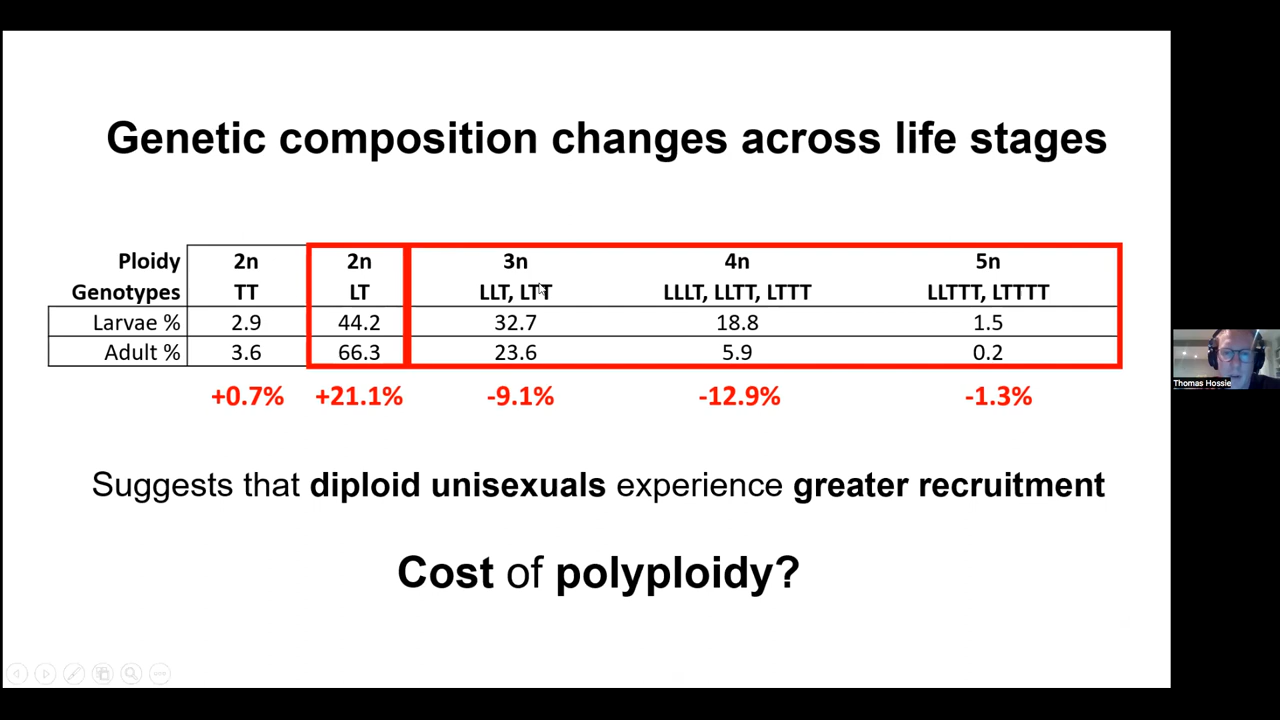 Genetic composition changes across life stages
Ploidy 2n 2n 3n 4n 5n
Genotypes TT LT LLT, LTT LLLT, LLTT, LTTT LLTTT, LTTTT
Larvae % 2.9 44.2 32.7 18.8 1.5
Adult % 3.6 66.3 23.6 5.9 0.2
+0.7% +21.1% -9.1% -12.9% -1.3%
Suggests that diploid unisexuals experience greater recruitment
Cost of polyploidy?
Thomas Hossie